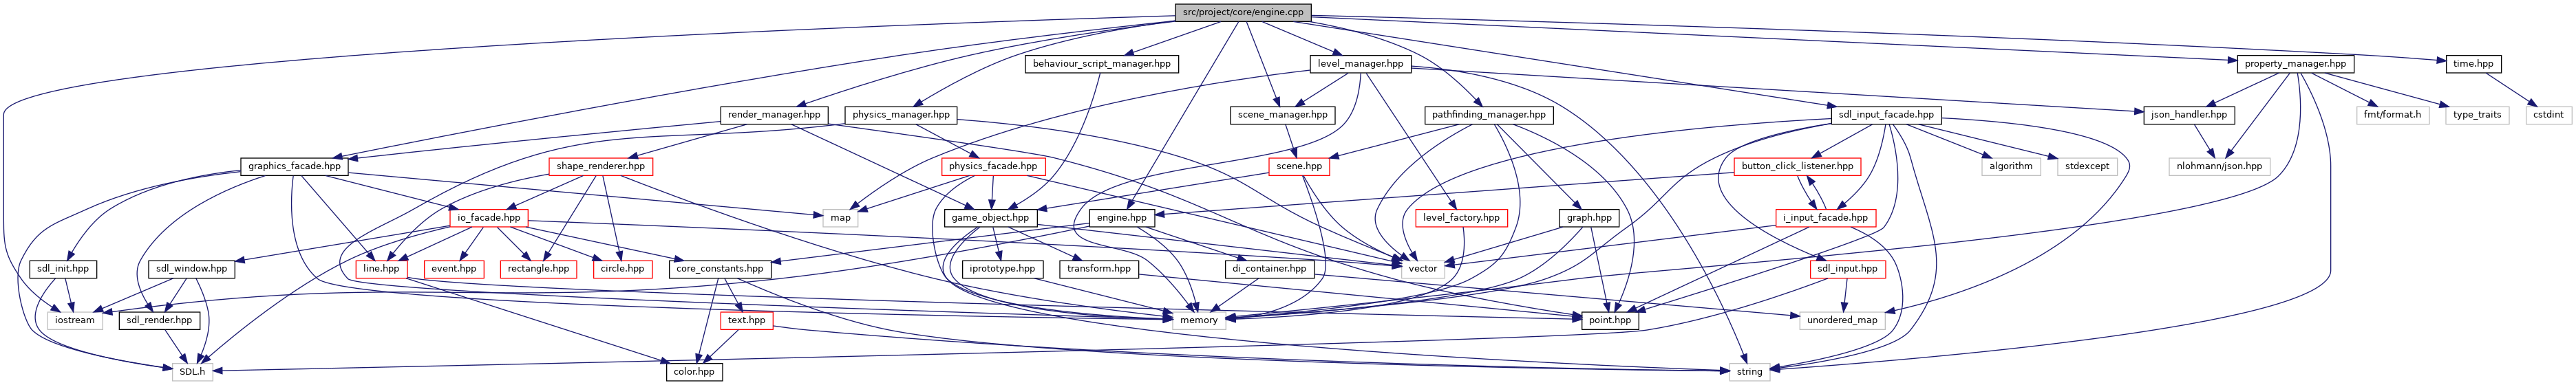 src/project/core/engine.cpp
behaviour_script_manager.hpp
level_manager.hpp
property_manager.hpp
time.hpp
render_manager.hpp
physics_manager.hpp
scene_manager.hpp
pathfinding_manager.hpp
sdl_input_facade.hpp
json_handler.hpp
fmt/format.h
type_traits
cstdint
graphics_facade.hpp
shape_renderer.hpp
physics_facade.hpp
scene.hpp
button_click_listener.hpp
algorithm
stdexcept
nlohmann/json.hpp
io_facade.hpp
map
game_object.hpp
engine.hpp
level_factory.hpp
graph.hpp
i_input_facade.hpp
sdl_init.hpp
sdl_window.hpp
line.hpp
event.hpp
rectangle.hpp
circle.hpp
core_constants.hpp
iprototype.hpp
transform.hpp
di_container.hpp
vector
sdl_input.hpp
iostream
sdl_render.hpp
text.hpp
memory
point.hpp
unordered_map
SDL.h
color.hpp
string